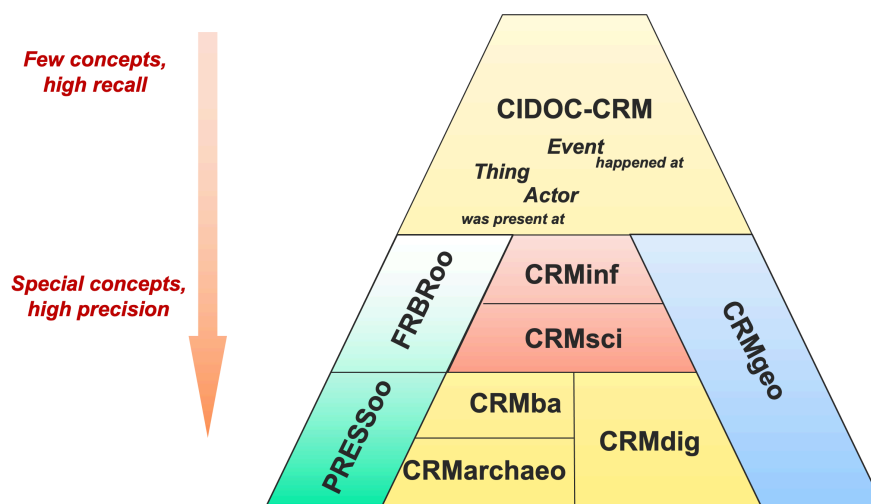 Few concepts,
high recall
CIDOC-CRM
Event
happened at
Thing
Actor
was present at
Special concepts,
high precision
FRBRoo
CRMinf
CRMsci
CRMgeo
PRESSoo
CRMba
CRMdig
CRMarchaeo